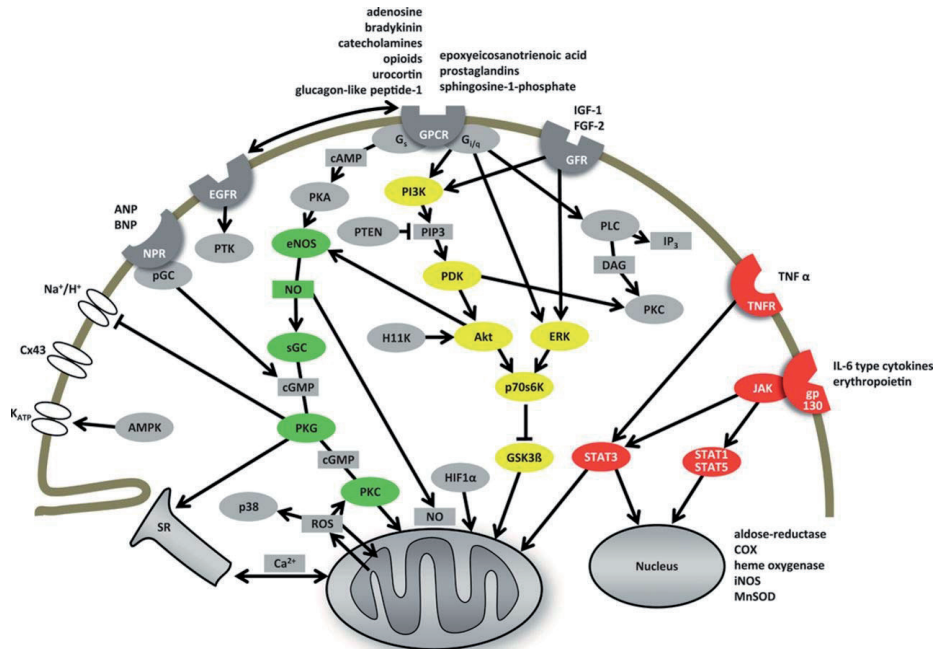 adenosine
bradykinin
catecholamines
opioids
urocortin
glucagon-like peptide-1
epoxyeicosanotrienoic acid
prostaglandins
sphingosine-1-phosphate
IGF-1
FGF-2
GPCR
Gs
Gi/q
GFR
cAMP
EGFR
PKA
PI3K
ANP
BNP
PTK
eNOS
PTEN
PIP3
PLC
IP3
NPR
pGC
DAG
PDK
TNF α
TNFR
Na⁺/H⁺
NO
PKC
H11K
Akt
ERK
Cx43
sGC
cGMP
p70s6K
IL-6 type cytokines
erythropoietin
JAK
gp
130
KATP
AMPK
PKG
cGMP
GSK3ß
STAT3
STAT1
STAT5
HIF1α
PKC
p38
ROS
NO
SR
Ca²⁺
Nucleus
aldose-reductase
COX
heme oxygenase
iNOS
MnSOD